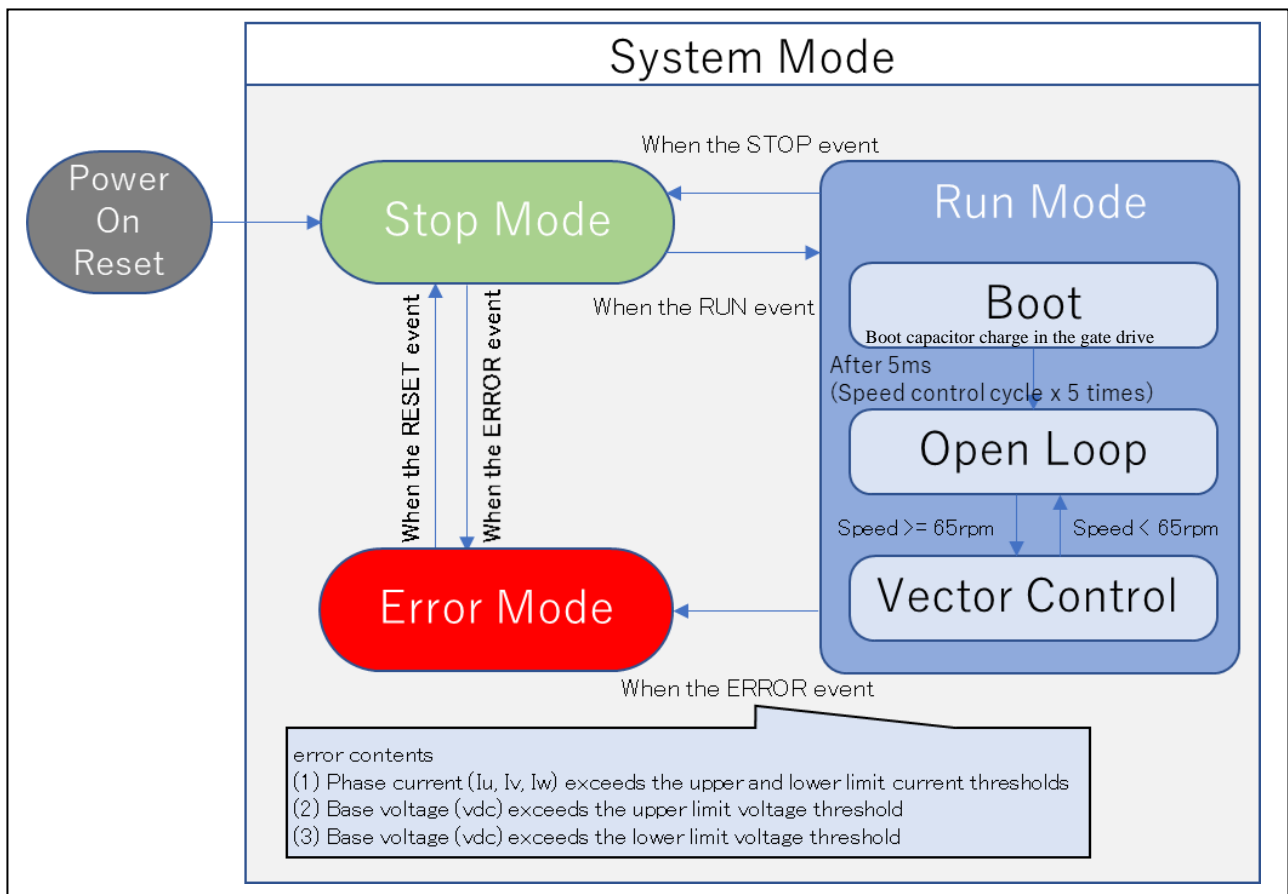 System Mode
Power
On
Reset
When the STOP event
Stop Mode
Run Mode
When the RUN event
Boot
Boot capacitor charge in the gate drive
After 5ms
(Speed control cycle x 5 times)
Open Loop
When the RESET event
When the ERROR event
Speed >= 65rpm
Speed < 65rpm
Error Mode
Vector Control
When the ERROR event
error contents
(1) Phase current (Iu, Iv, Iw) exceeds the upper and lower limit current thresholds
(2) Base voltage (vdc) exceeds the upper limit voltage threshold
(3) Base voltage (vdc) exceeds the lower limit voltage threshold